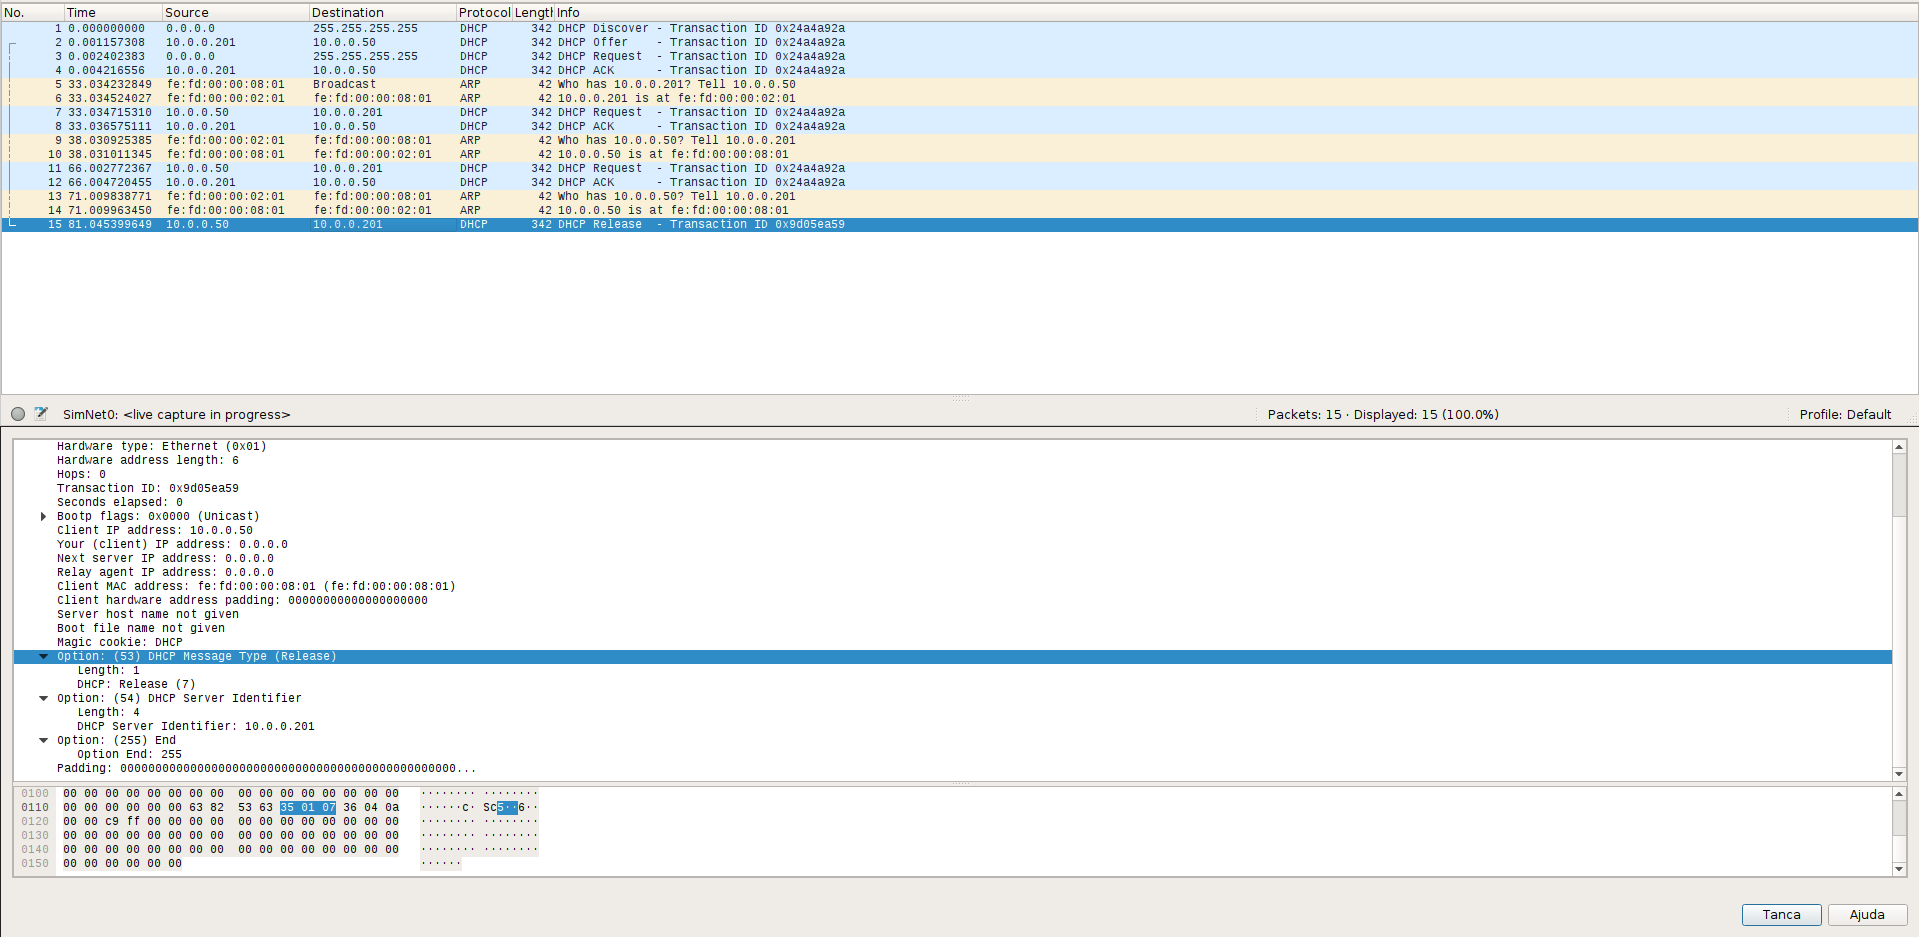 No. Time Source Destination Protocol Length Info
1 0.000000000 0.0.0.0 255.255.255.255 DHCP 342 DHCP Discover - Transaction ID 0x24a4a92a
2 0.001157308 10.0.0.201 10.0.0.50 DHCP 342 DHCP Offer - Transaction ID 0x24a4a92a
3 0.002402383 0.0.0.0 255.255.255.255 DHCP 342 DHCP Request - Transaction ID 0x24a4a92a
4 0.004216556 10.0.0.201 10.0.0.50 DHCP 342 DHCP ACK - Transaction ID 0x24a4a92a
5 33.034232849 fe:fd:00:00:08:01 Broadcast ARP 42 Who has 10.0.0.201? Tell 10.0.0.50
6 33.034524027 fe:fd:00:00:02:01 fe:fd:00:00:08:01 ARP 42 10.0.0.201 is at fe:fd:00:00:02:01
7 33.034715310 10.0.0.50 10.0.0.201 DHCP 342 DHCP Request - Transaction ID 0x24a4a92a
8 33.036575111 10.0.0.201 10.0.0.50 DHCP 342 DHCP ACK - Transaction ID 0x24a4a92a
9 38.030925385 fe:fd:00:00:02:01 fe:fd:00:00:08:01 ARP 42 Who has 10.0.0.50? Tell 10.0.0.201
10 38.031011345 fe:fd:00:00:08:01 fe:fd:00:00:02:01 ARP 42 10.0.0.50 is at fe:fd:00:00:08:01
11 66.002772367 10.0.0.50 10.0.0.201 DHCP 342 DHCP Request - Transaction ID 0x24a4a92a
12 66.004720455 10.0.0.201 10.0.0.50 DHCP 342 DHCP ACK - Transaction ID 0x24a4a92a
13 71.009838771 fe:fd:00:00:02:01 fe:fd:00:00:08:01 ARP 42 Who has 10.0.0.50? Tell 10.0.0.201
14 71.009963450 fe:fd:00:00:08:01 fe:fd:00:00:02:01 ARP 42 10.0.0.50 is at fe:fd:00:00:08:01
15 81.045399649 10.0.0.50 10.0.0.201 DHCP 342 DHCP Release - Transaction ID 0x9d05ea59
SimNet0: <live capture in progress> Packets: 15 · Displayed: 15 (100.0%) Profile: Default
Hardware type: Ethernet (0x01)
Hardware address length: 6
Hops: 0
Transaction ID: 0x9d05ea59
Seconds elapsed: 0
Bootp flags: 0x0000 (Unicast)
Client IP address: 10.0.0.50
Your (client) IP address: 0.0.0.0
Next server IP address: 0.0.0.0
Relay agent IP address: 0.0.0.0
Client MAC address: fe:fd:00:00:08:01 (fe:fd:00:00:08:01)
Client hardware address padding: 00000000000000000000
Server host name not given
Boot file name not given
Magic cookie: DHCP
Option: (53) DHCP Message Type (Release)
Length: 1
DHCP: Release (7)
Option: (54) DHCP Server Identifier
Length: 4
DHCP Server Identifier: 10.0.0.201
Option: (255) End
Option End: 255
Padding: 000000000000000000000000000000000000000000000000...
0100 00 00 00 00 00 00 00 00 00 00 00 00 00 00 00 00 ········ ········
0110 00 00 00 00 00 00 63 82 53 63 35 01 07 36 04 0a ······c· Sc5··6··
0120 00 00 c9 ff 00 00 00 00 00 00 00 00 00 00 00 00 ········ ········
0130 00 00 00 00 00 00 00 00 00 00 00 00 00 00 00 00 ········ ········
0140 00 00 00 00 00 00 00 00 00 00 00 00 00 00 00 00 ········ ········
0150 00 00 00 00 00 00 ······
Tanca Ajuda